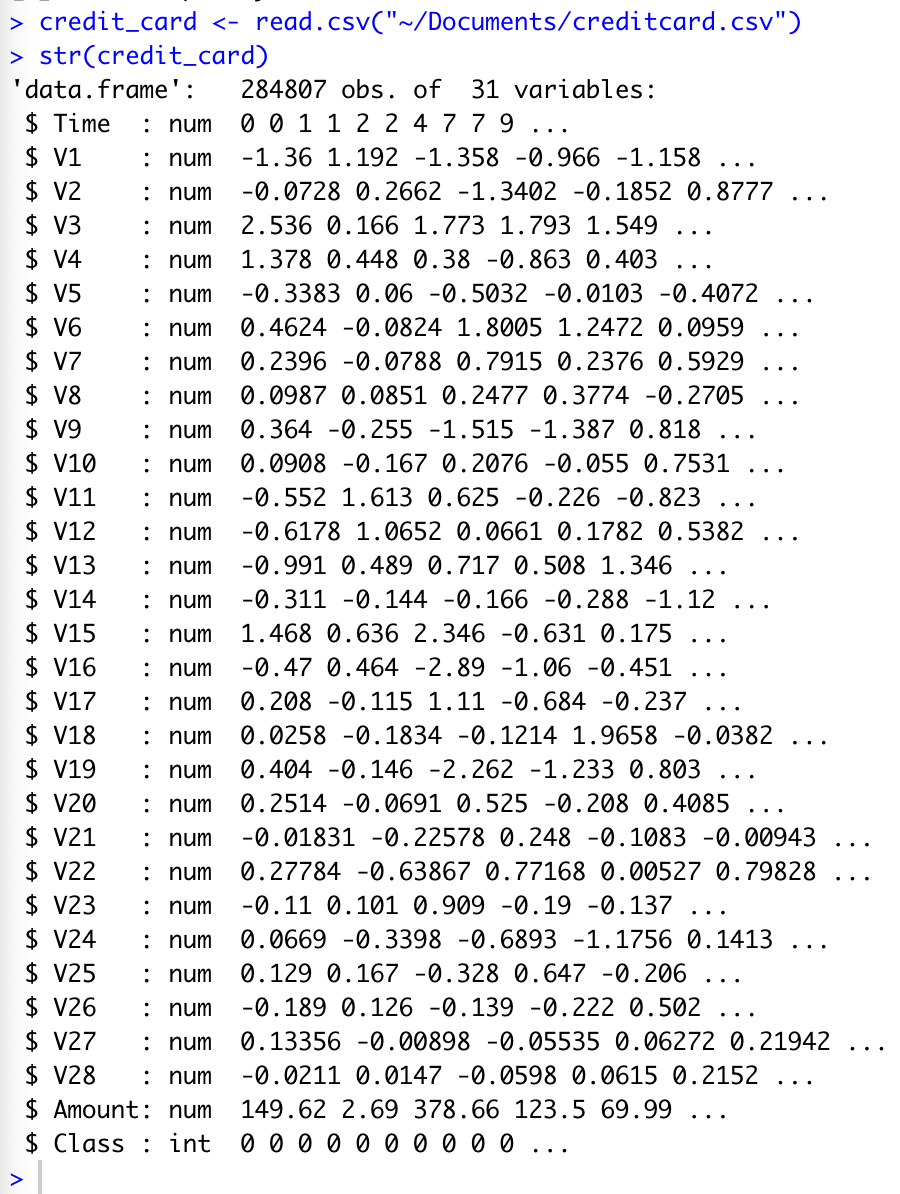 > credit_card <- read.csv("~/Documents/creditcard.csv")
> str(credit_card)
'data.frame':   284807 obs. of  31 variables:
 $ Time  : num  0 0 1 1 2 2 4 7 7 9 ...
 $ V1    : num  -1.36 1.192 -1.358 -0.966 -1.158 ...
 $ V2    : num  -0.0728 0.2662 -1.3402 -0.1852 0.8777 ...
 $ V3    : num  2.536 0.166 1.773 1.793 1.549 ...
 $ V4    : num  1.378 0.448 0.38 -0.863 0.403 ...
 $ V5    : num  -0.3383 0.06 -0.5032 -0.0103 -0.4072 ...
 $ V6    : num  0.4624 -0.0824 1.8005 1.2472 0.0959 ...
 $ V7    : num  0.2396 -0.0788 0.7915 0.2376 0.5929 ...
 $ V8    : num  0.0987 0.0851 0.2477 0.3774 -0.2705 ...
 $ V9    : num  0.364 -0.255 -1.515 -1.387 0.818 ...
 $ V10   : num  0.0908 -0.167 0.2076 -0.055 0.7531 ...
 $ V11   : num  -0.552 1.613 0.625 -0.226 -0.823 ...
 $ V12   : num  -0.6178 1.0652 0.0661 0.1782 0.5382 ...
 $ V13   : num  -0.991 0.489 0.717 0.508 1.346 ...
 $ V14   : num  -0.311 -0.144 -0.166 -0.288 -1.12 ...
 $ V15   : num  1.468 0.636 2.346 -0.631 0.175 ...
 $ V16   : num  -0.47 0.464 -2.89 -1.06 -0.451 ...
 $ V17   : num  0.208 -0.115 1.11 -0.684 -0.237 ...
 $ V18   : num  0.0258 -0.1834 -0.1214 1.9658 -0.0382 ...
 $ V19   : num  0.404 -0.146 -2.262 -1.233 0.803 ...
 $ V20   : num  0.2514 -0.0691 0.525 -0.208 0.4085 ...
 $ V21   : num  -0.01831 -0.22578 0.248 -0.1083 -0.00943 ...
 $ V22   : num  0.27784 -0.63867 0.77168 0.00527 0.79828 ...
 $ V23   : num  -0.11 0.101 0.909 -0.19 -0.137 ...
 $ V24   : num  0.0669 -0.3398 -0.6893 -1.1756 0.1413 ...
 $ V25   : num  0.129 0.167 -0.328 0.647 -0.206 ...
 $ V26   : num  -0.189 0.126 -0.139 -0.222 0.502 ...
 $ V27   : num  0.13356 -0.00898 -0.05535 0.06272 0.21942 ...
 $ V28   : num  -0.0211 0.0147 -0.0598 0.0615 0.2152 ...
 $ Amount: num  149.62 2.69 378.66 123.5 69.99 ...
 $ Class : int  0 0 0 0 0 0 0 0 0 0 ...
>